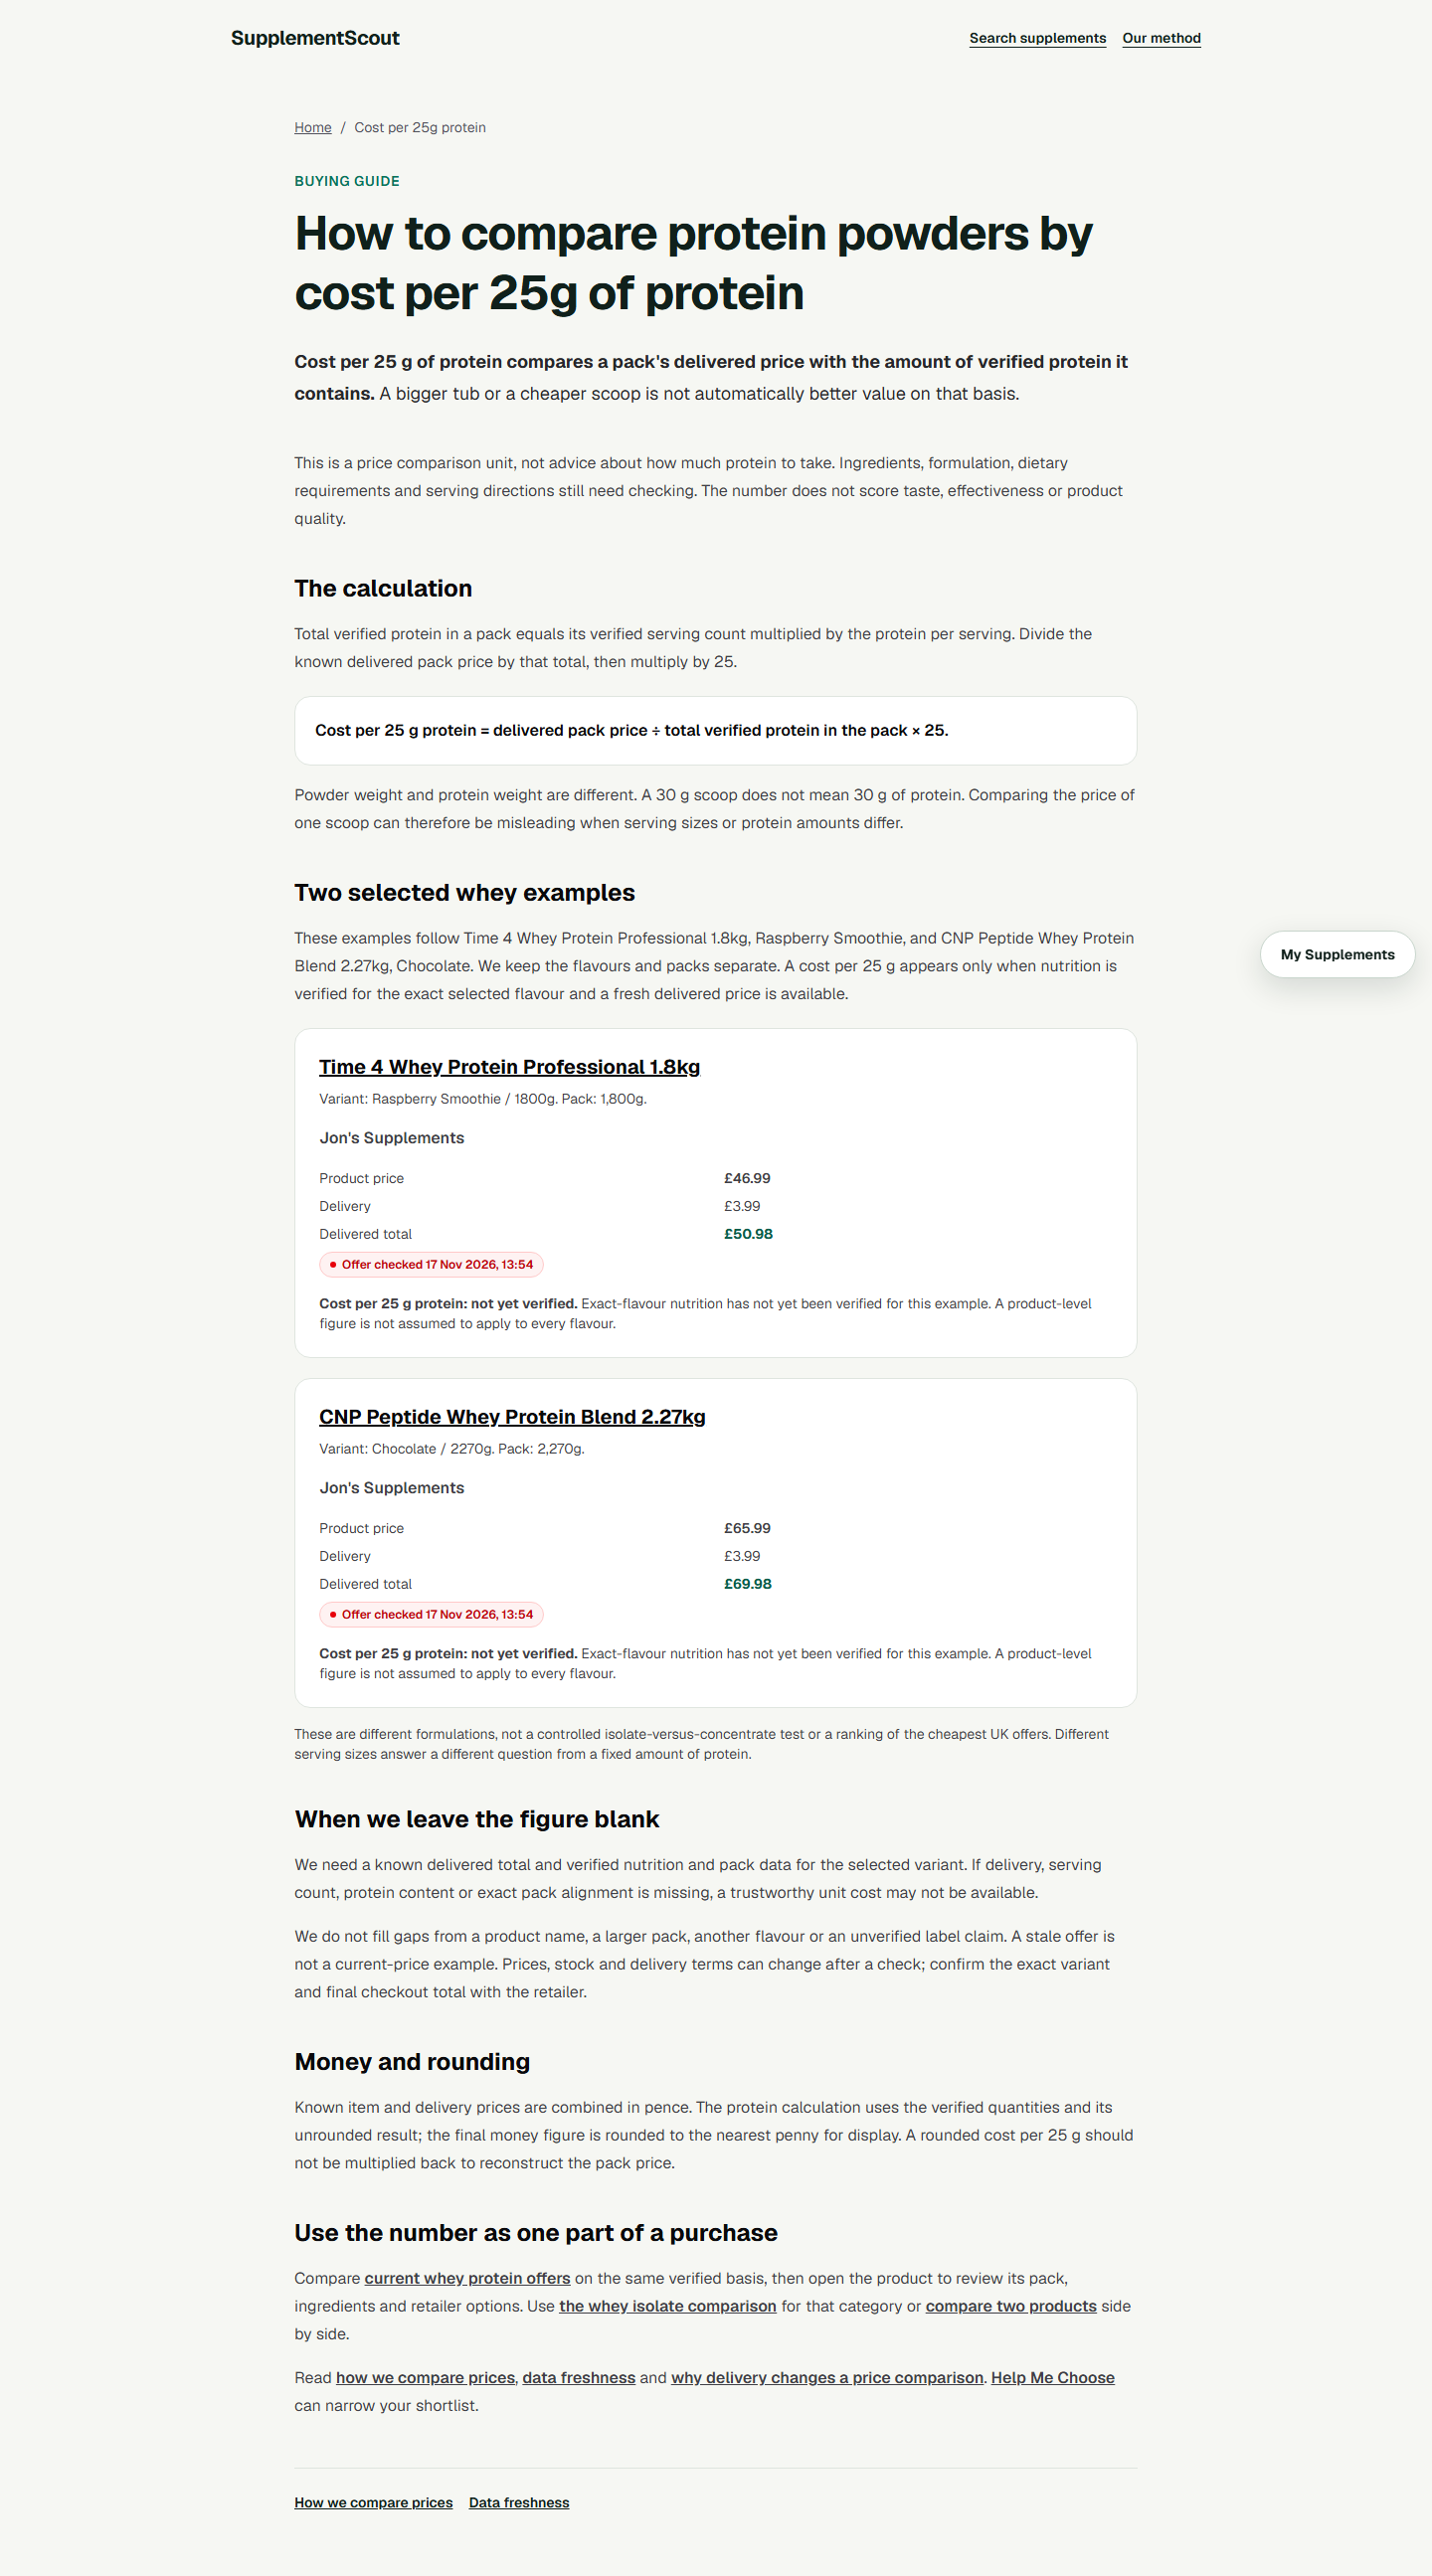 SupplementScout
Search supplements Our method
Home / Cost per 25g protein
BUYING GUIDE
How to compare protein powders by
cost per 25g of protein
Cost per 25 g of protein compares a pack's delivered price with the amount of verified protein it
contains. A bigger tub or a cheaper scoop is not automatically better value on that basis.
This is a price comparison unit, not advice about how much protein to take. Ingredients, formulation, dietary
requirements and serving directions still need checking. The number does not score taste, effectiveness or product
quality.
The calculation
Total verified protein in a pack equals its verified serving count multiplied by the protein per serving. Divide the
known delivered pack price by that total, then multiply by 25.
Cost per 25 g protein = delivered pack price ÷ total verified protein in the pack × 25.
Powder weight and protein weight are different. A 30 g scoop does not mean 30 g of protein. Comparing the price of
one scoop can therefore be misleading when serving sizes or protein amounts differ.
Two selected whey examples
These examples follow Time 4 Whey Protein Professional 1.8kg, Raspberry Smoothie, and CNP Peptide Whey Protein
Blend 2.27kg, Chocolate. We keep the flavours and packs separate. A cost per 25 g appears only when nutrition is
verified for the exact selected flavour and a fresh delivered price is available.
My Supplements
Time 4 Whey Protein Professional 1.8kg
Variant: Raspberry Smoothie / 1800g. Pack: 1,800g.
Jon's Supplements
Product price £46.99
Delivery £3.99
Delivered total £50.98
Offer checked 17 Nov 2026, 13:54
Cost per 25 g protein: not yet verified. Exact-flavour nutrition has not yet been verified for this example. A product-level
figure is not assumed to apply to every flavour.
CNP Peptide Whey Protein Blend 2.27kg
Variant: Chocolate / 2270g. Pack: 2,270g.
Jon's Supplements
Product price £65.99
Delivery £3.99
Delivered total £69.98
Offer checked 17 Nov 2026, 13:54
Cost per 25 g protein: not yet verified. Exact-flavour nutrition has not yet been verified for this example. A product-level
figure is not assumed to apply to every flavour.
These are different formulations, not a controlled isolate-versus-concentrate test or a ranking of the cheapest UK offers. Different
serving sizes answer a different question from a fixed amount of protein.
When we leave the figure blank
We need a known delivered total and verified nutrition and pack data for the selected variant. If delivery, serving
count, protein content or exact pack alignment is missing, a trustworthy unit cost may not be available.
We do not fill gaps from a product name, a larger pack, another flavour or an unverified label claim. A stale offer is
not a current-price example. Prices, stock and delivery terms can change after a check; confirm the exact variant
and final checkout total with the retailer.
Money and rounding
Known item and delivery prices are combined in pence. The protein calculation uses the verified quantities and its
unrounded result; the final money figure is rounded to the nearest penny for display. A rounded cost per 25 g should
not be multiplied back to reconstruct the pack price.
Use the number as one part of a purchase
Compare current whey protein offers on the same verified basis, then open the product to review its pack,
ingredients and retailer options. Use the whey isolate comparison for that category or compare two products side
by side.
Read how we compare prices, data freshness and why delivery changes a price comparison. Help Me Choose
can narrow your shortlist.
How we compare prices Data freshness